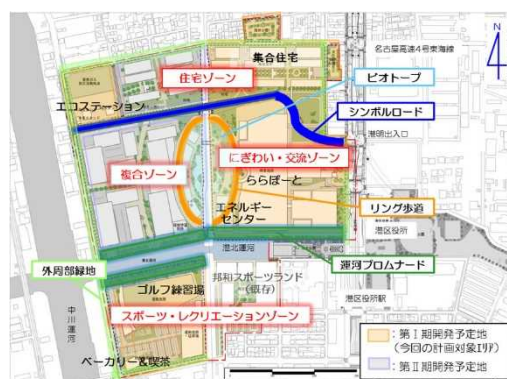 N
名古屋高速4号東海線
集合住宅
住宅ゾーン
ビオトープ
エコステーション
シンボルロード
港明出入口
複合ゾーン
にぎわい・交流ゾーン
ららぽーと
リング歩道
エネルギー
センター
港区役所
港北運河
運河プロムナード
外周部緑地
ゴルフ練習場
邦和スポーツランド
(既存)
港区役所駅
中川運河
スポーツ・レクリエーションゾーン
ベーカリー&喫茶
:第Ⅰ期開発予定地
(今回の計画対象エリア)
:第Ⅱ期開発予定地